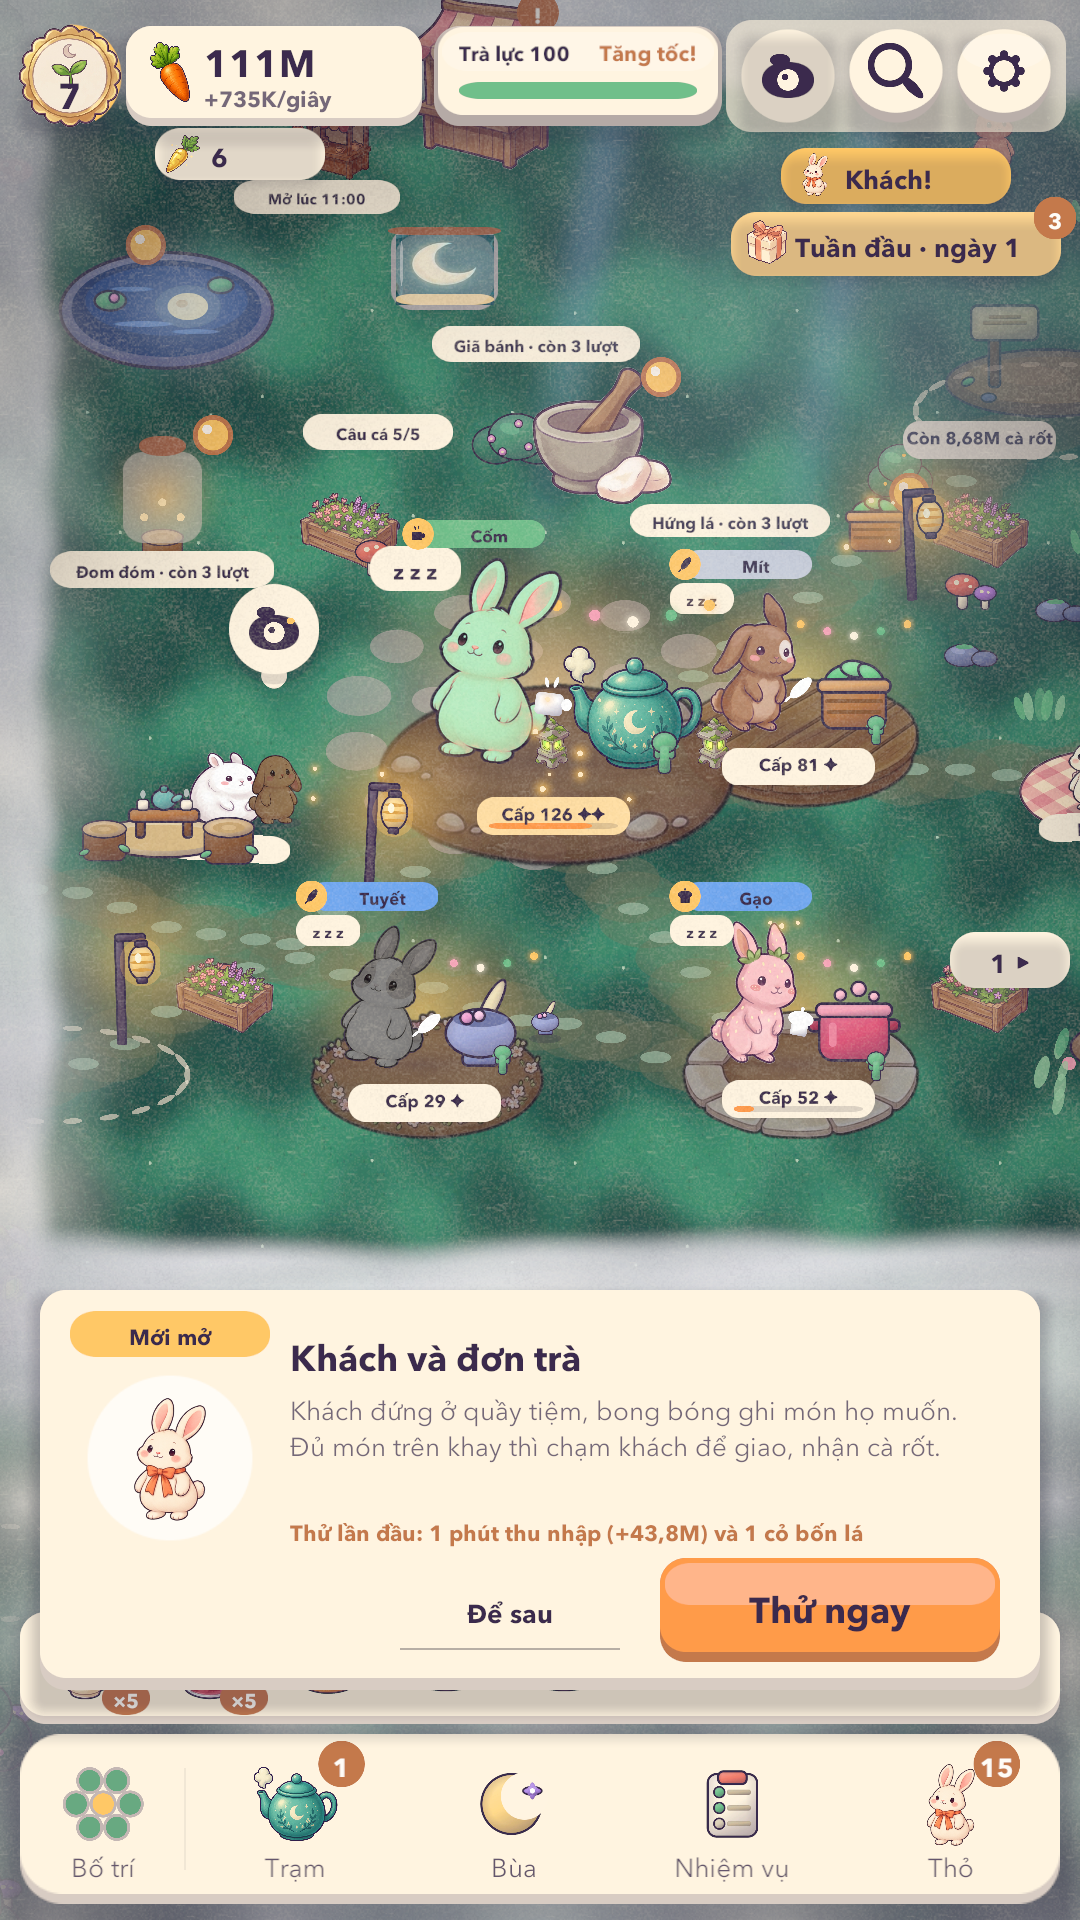 7
111M
+735K/giây
Trà lực 100
Tăng tốc!
!
6
Mở lúc 11:00
Khách!
Tuần đầu · ngày 1
3
Giã bánh · còn 3 lượt
Câu cá 5/5
Còn 8,68M cà rốt
Hứng lá · còn 3 lượt
Cốm
z z z
Mít
z z z
Đom đóm · còn 3 lượt
Cấp 81
Cấp 126
Tuyết
z z z
Gạo
z z z
1
Cấp 29
Cấp 52
Mới mở
Khách và đơn trà
Khách đứng ở quầy tiệm, bong bóng ghi món họ muốn.
Đủ món trên khay thì chạm khách để giao, nhận cà rốt.
Thử lần đầu: 1 phút thu nhập (+43,8M) và 1 cỏ bốn lá
Để sau
Thử ngay
×5
×5
1
15
Bố trí
Trạm
Bùa
Nhiệm vụ
Thỏ